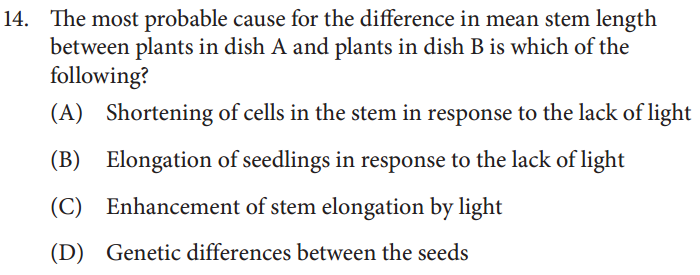 14. The most probable cause for the difference in mean stem length
between plants in dish A and plants in dish B is which of the
following?
(A) Shortening of cells in the stem in response to the lack of light
(B) Elongation of seedlings in response to the lack of light
(C) Enhancement of stem elongation by light
(D) Genetic differences between the seeds